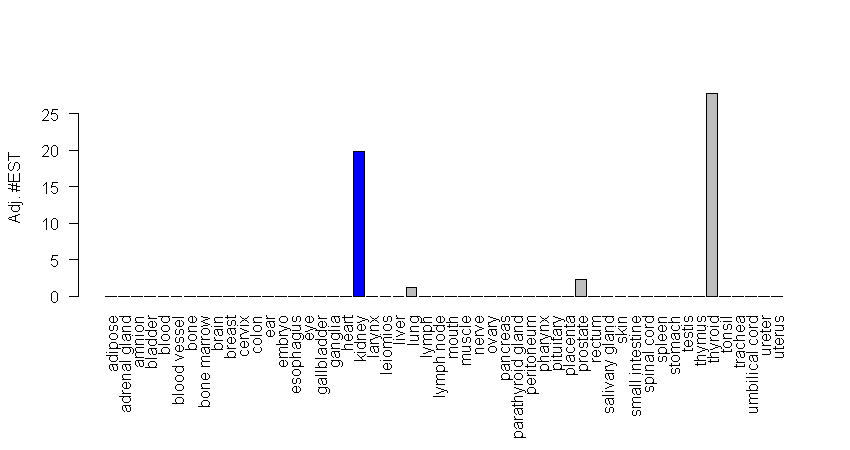 Adj. #EST
25
20
15
10
5
0
adipose
adrenal gland
amnion
bladder
blood
blood vessel
bone
bone marrow
brain
breast
cervix
colon
ear
embryo
esophagus
eye
gallbladder
ganglia
heart
kidney
larynx
leiomios
liver
lung
lymph
lymph node
mouth
muscle
nerve
ovary
pancreas
parathyroid gland
peritoneum
pharynx
pituitary
placenta
prostate
rectum
salivary gland
skin
small intestine
spinal cord
spleen
stomach
testis
thymus
thyroid
tonsil
trachea
umbilical cord
ureter
uterus